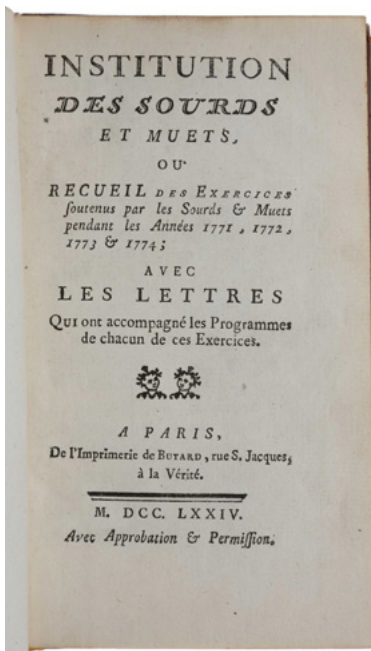 INSTITUTION
DES SOURDS
ET MUETS,
OU
RECUEIL DES EXERCICES
ſoutenus par les Sourds & Muets
pendant les Années 1771, 1772,
1773 & 1774;
AVEC
LES LETTRES
QUI ont accompagné les Programmes
de chacun de ces Exercices.
A PARIS,
De l'Imprimerie de BUTARD, rue S. Jacques,
à la Vérité.
M. DCC. LXXIV.
Avec Approbation & Permiſſion.